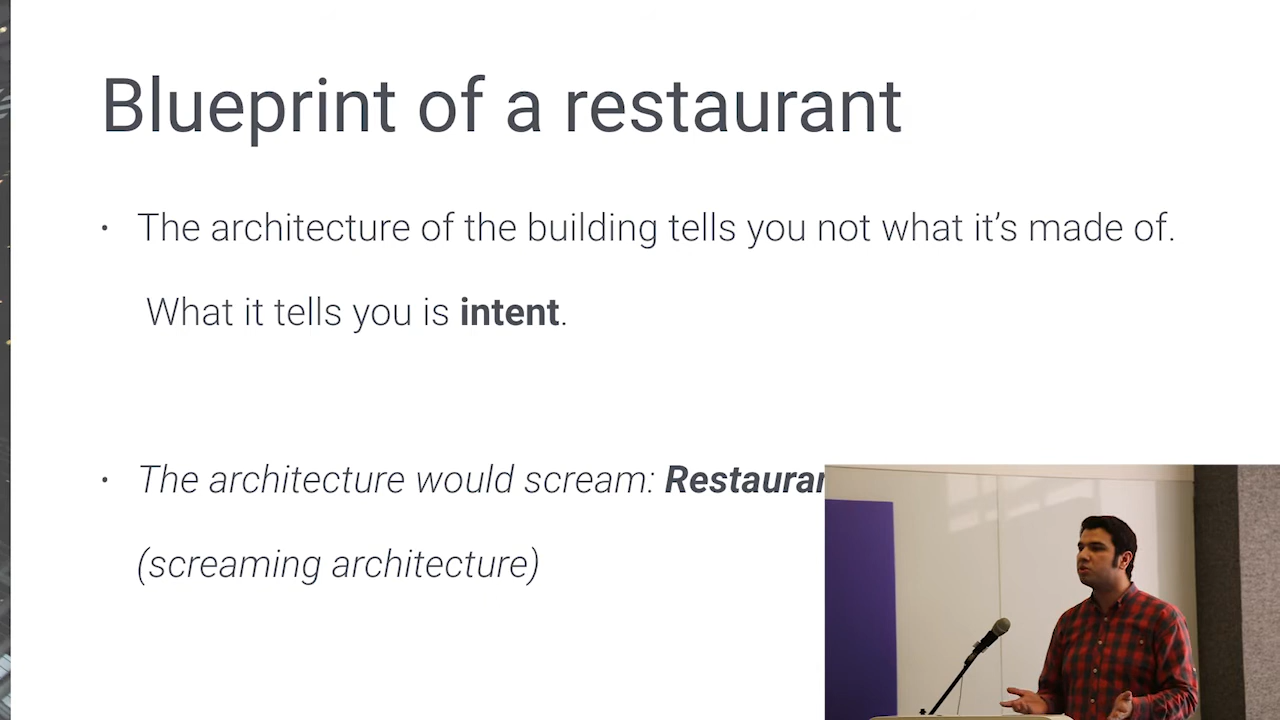 Blueprint of a restaurant
• The architecture of the building tells you not what it’s made of.
What it tells you is intent.
• The architecture would scream:
(screaming architecture)